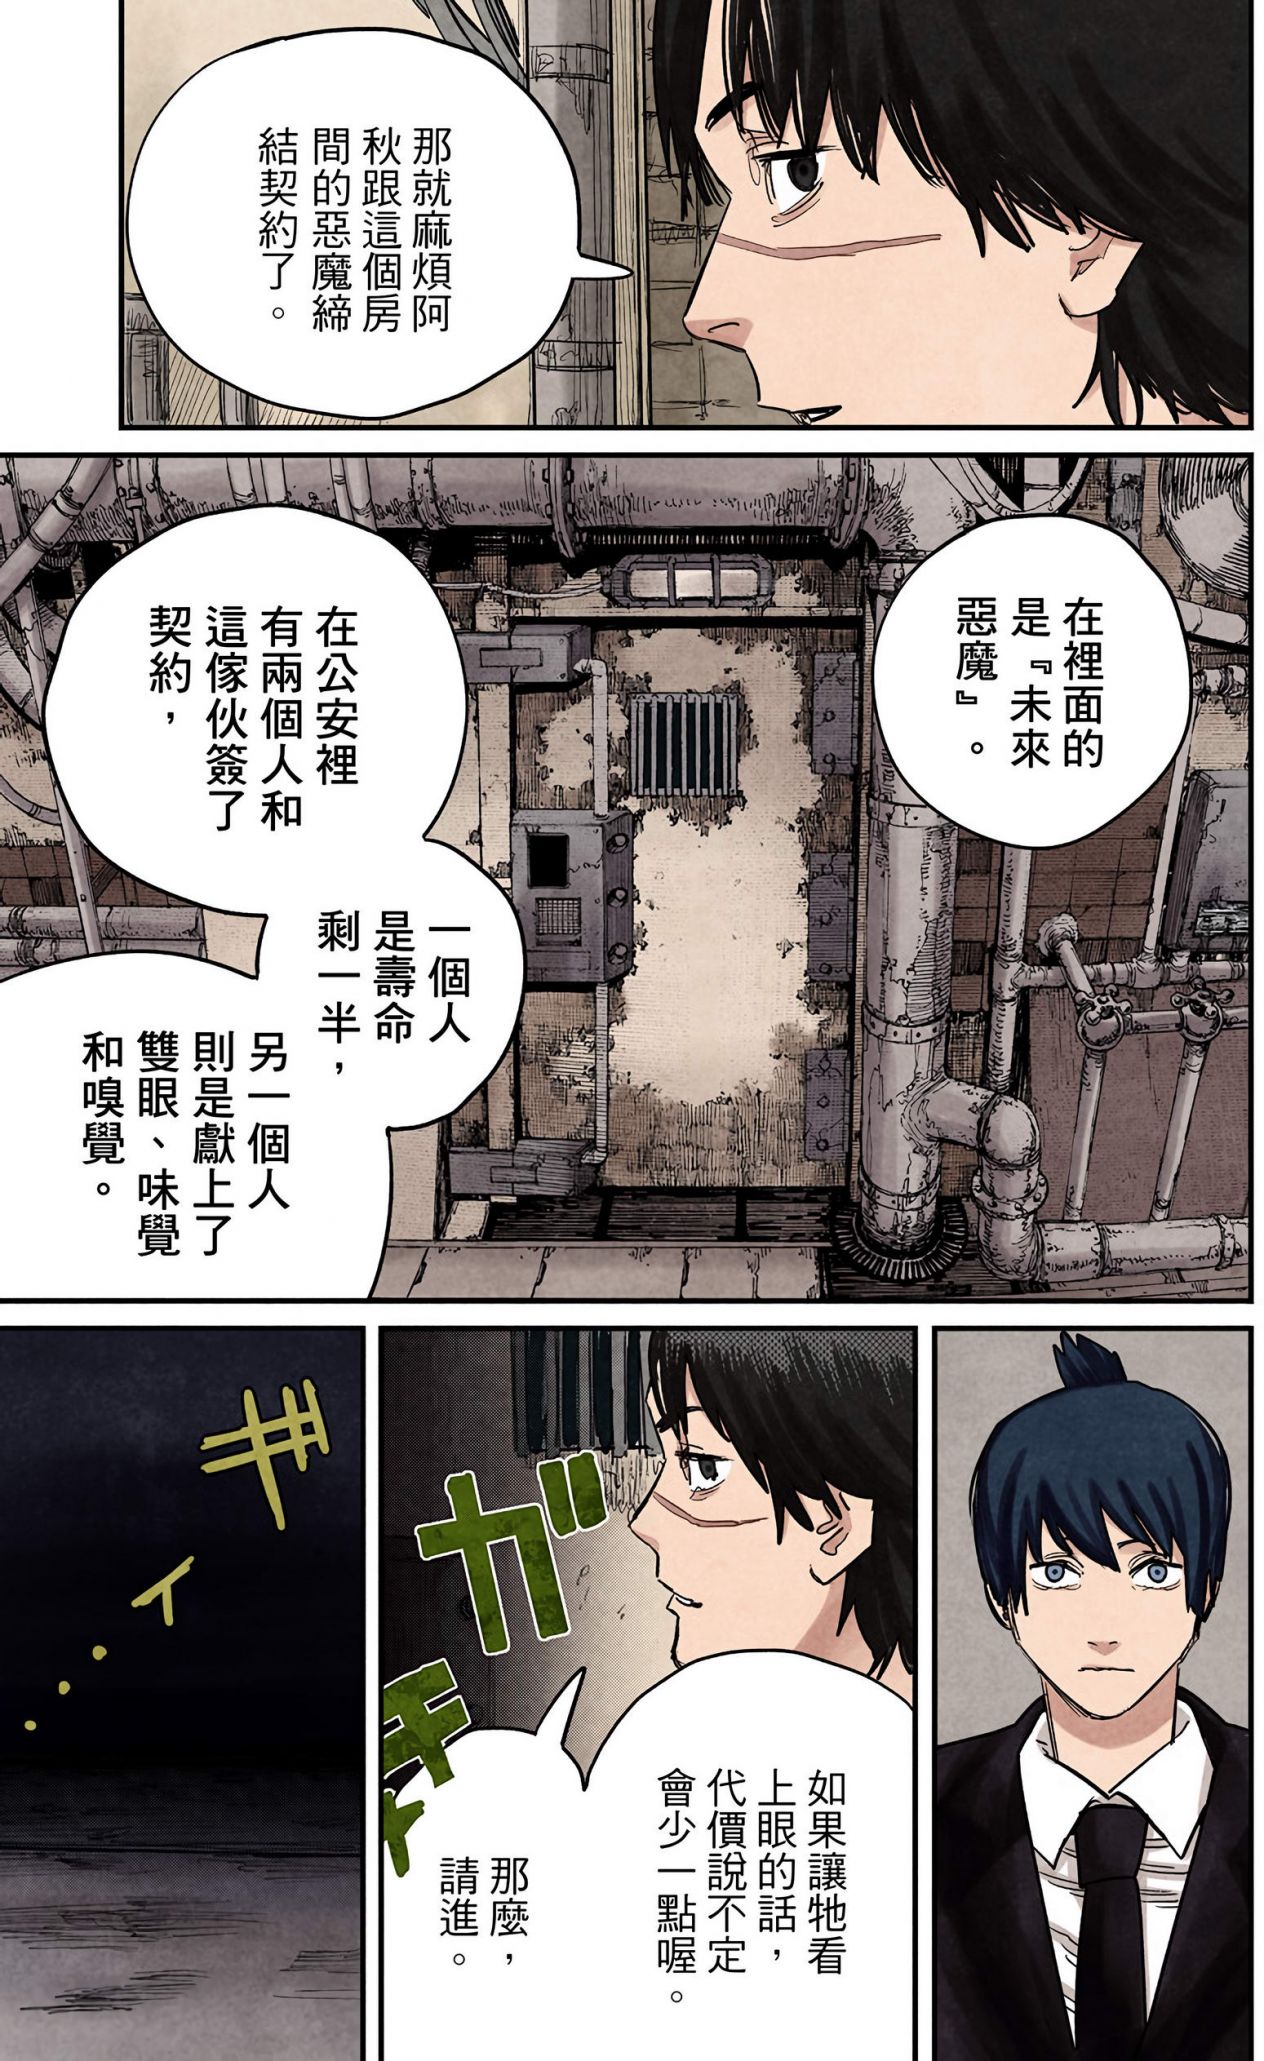 那就麻煩阿
秋跟這個房
間的惡魔締
結契約了。
在裡面的
是『未來
惡魔』。
在公安裡
有兩個人和
這傢伙簽了
契約，
一個人
是壽命
剩一半，
另一個人
則是獻上了
雙眼、味覺
和嗅覺。
如果讓牠看
上眼的話，
代價說不定
會少一點喔。
那麼，
請進。
ガチャ
ギイ...